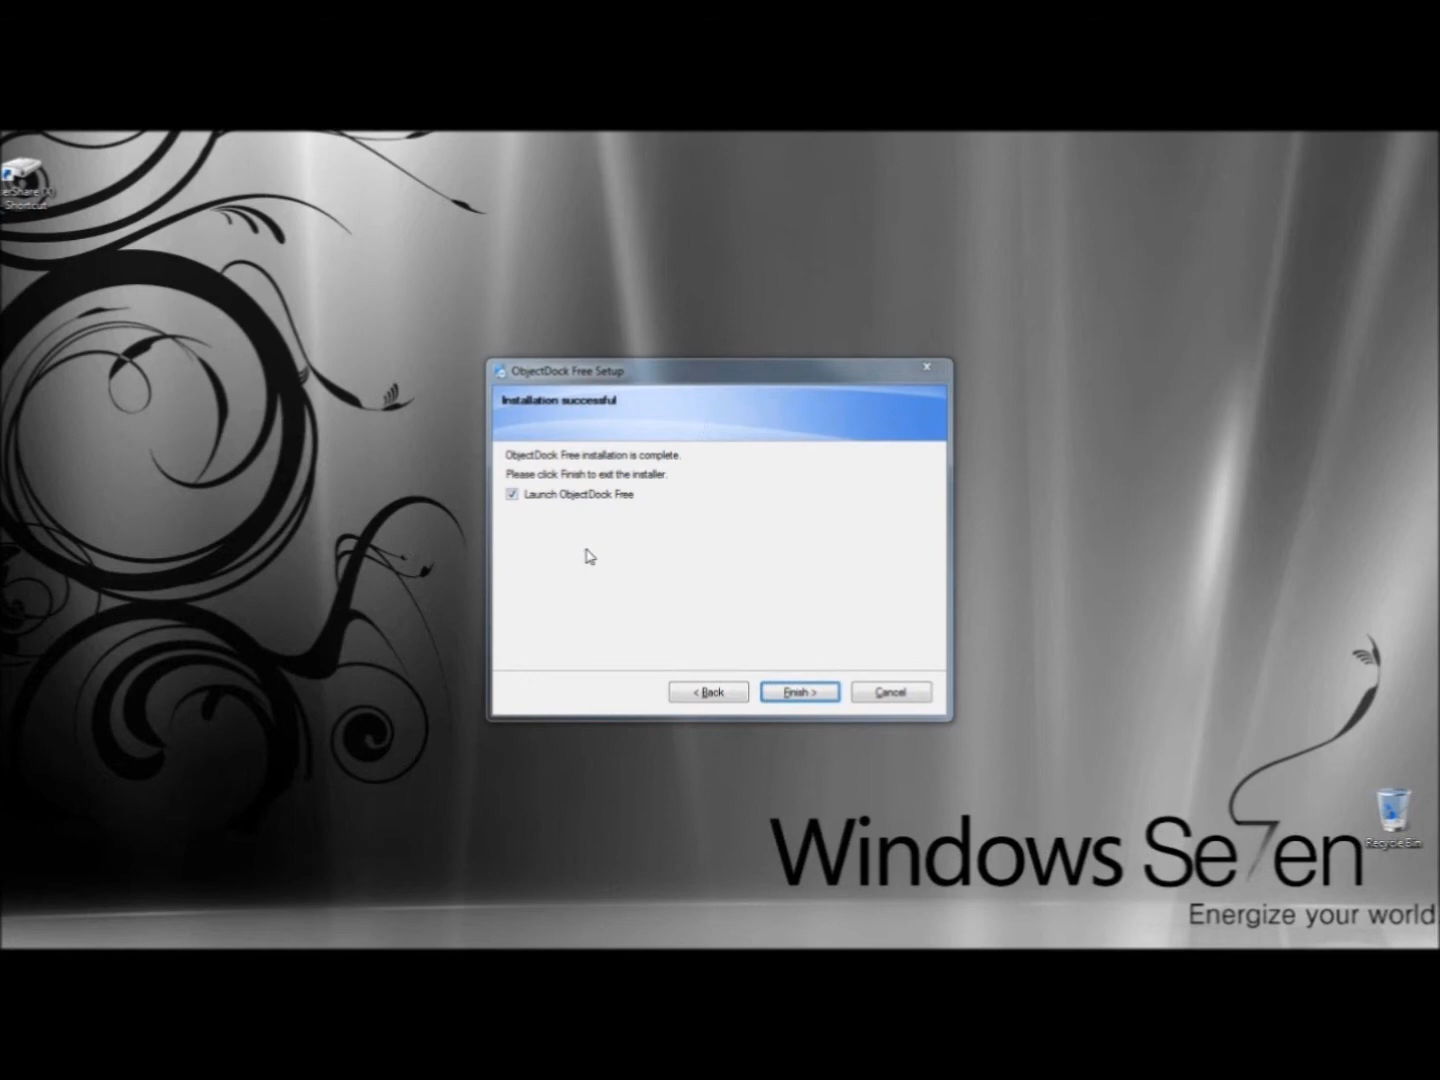 erShare (X)
Shortcut
ObjectDock Free Setup
Installation successful
ObjectDock Free installation is complete.
Please click Finish to exit the installer.
Launch ObjectDock Free
< Back
Finish >
Cancel
Windows Se7en
Recycle Bin
Energize your world